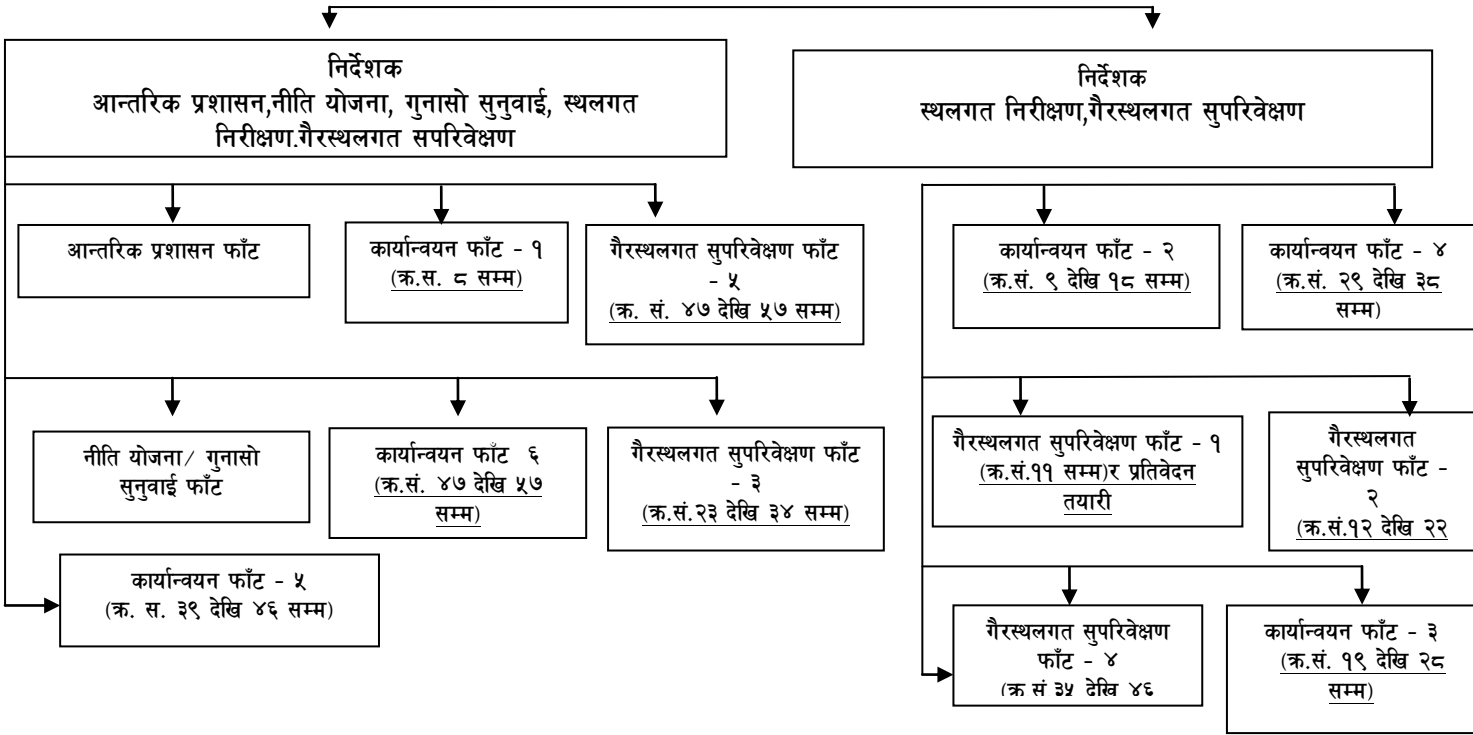 निर्देशक
आन्तरिक प्रशासन,नीति योजना, गुनासो सुनुवाई, स्थलगत
निरीक्षण.गैरस्थलगत सपरिवेक्षण
निर्देशक
स्थलगत निरीक्षण,गैरस्थलगत सुपरिवेक्षण
आन्तरिक प्रशासन फाँट
कार्यान्वयन फाँट - १
(क्र.स. ८ सम्म)
गैरस्थलगत सुपरिवेक्षण फाँट
- ५
(क्र. सं. ४७ देखि ५७ सम्म)
कार्यान्वयन फाँट - २
(क्र.सं. ९ देखि १८ सम्म)
कार्यान्वयन फाँट - ४
(क्र.सं. २९ देखि ३८
सम्म)
नीति योजना/ गुनासो
सुनुवाई फाँट
कार्यान्वयन फाँट ६
(क्र.सं. ४७ देखि ५७
सम्म)
गैरस्थलगत सुपरिवेक्षण फाँट
- ३
(क्र.सं.२३ देखि ३४ सम्म)
गैरस्थलगत सुपरिवेक्षण फाँट - १
(क्र.सं.११ सम्म)र प्रतिवेदन
तयारी
गैरस्थलगत
सुपरिवेक्षण फाँट -
२
(क्र.सं.१२ देखि २२
कार्यान्वयन फाँट - ५
(क्र. स. ३९ देखि ४६ सम्म)
गैरस्थलगत सुपरिवेक्षण
फाँट - ४
(क्र सं ३५ देखि ४६
कार्यान्वयन फाँट - ३
(क्र.सं. १९ देखि २८
सम्म)